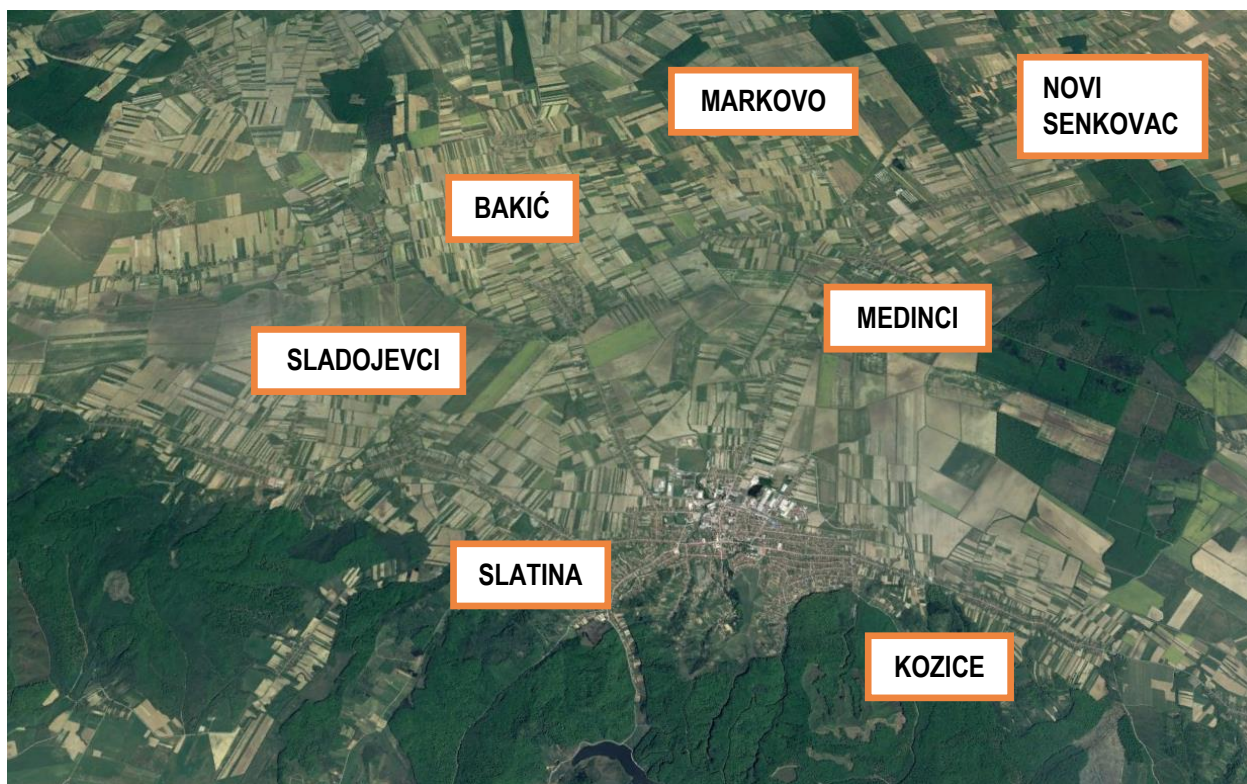 MARKOVO
NOVI
SENKOVAC
BAKIĆ
MEDINCI
SLADOJEVCI
SLATINA
KOZICE